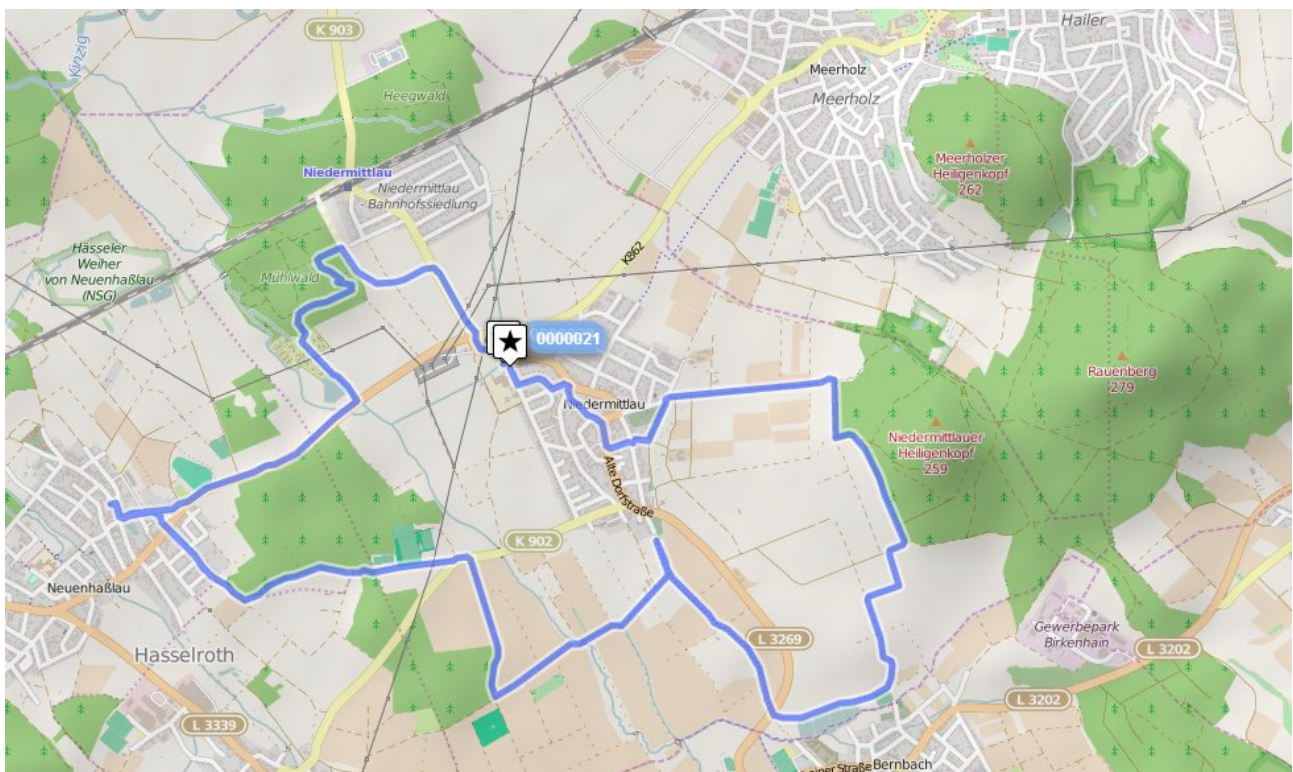 Hailer
K 903
Kinzig
Meerholz
Meerholz
Heegwald
Meerholzer
Heiligenkopf
262
Niedermittlau
Niedermittlau
- Bahnhofssiedlung
K862
Hässeler
Weiher
von Neuenhaßlau
(NSG)
Mühlwald
0000021
Rauenberg
279
Niedermittlau
Niedermittlauer
Heiligenkopf
259
Alte Dorfstraße
K 902
Neuenhaßlau
Gewerbepark
Birkenhain
L 3269
L 3202
Hasselroth
L 3202
L 3339
Bernbach